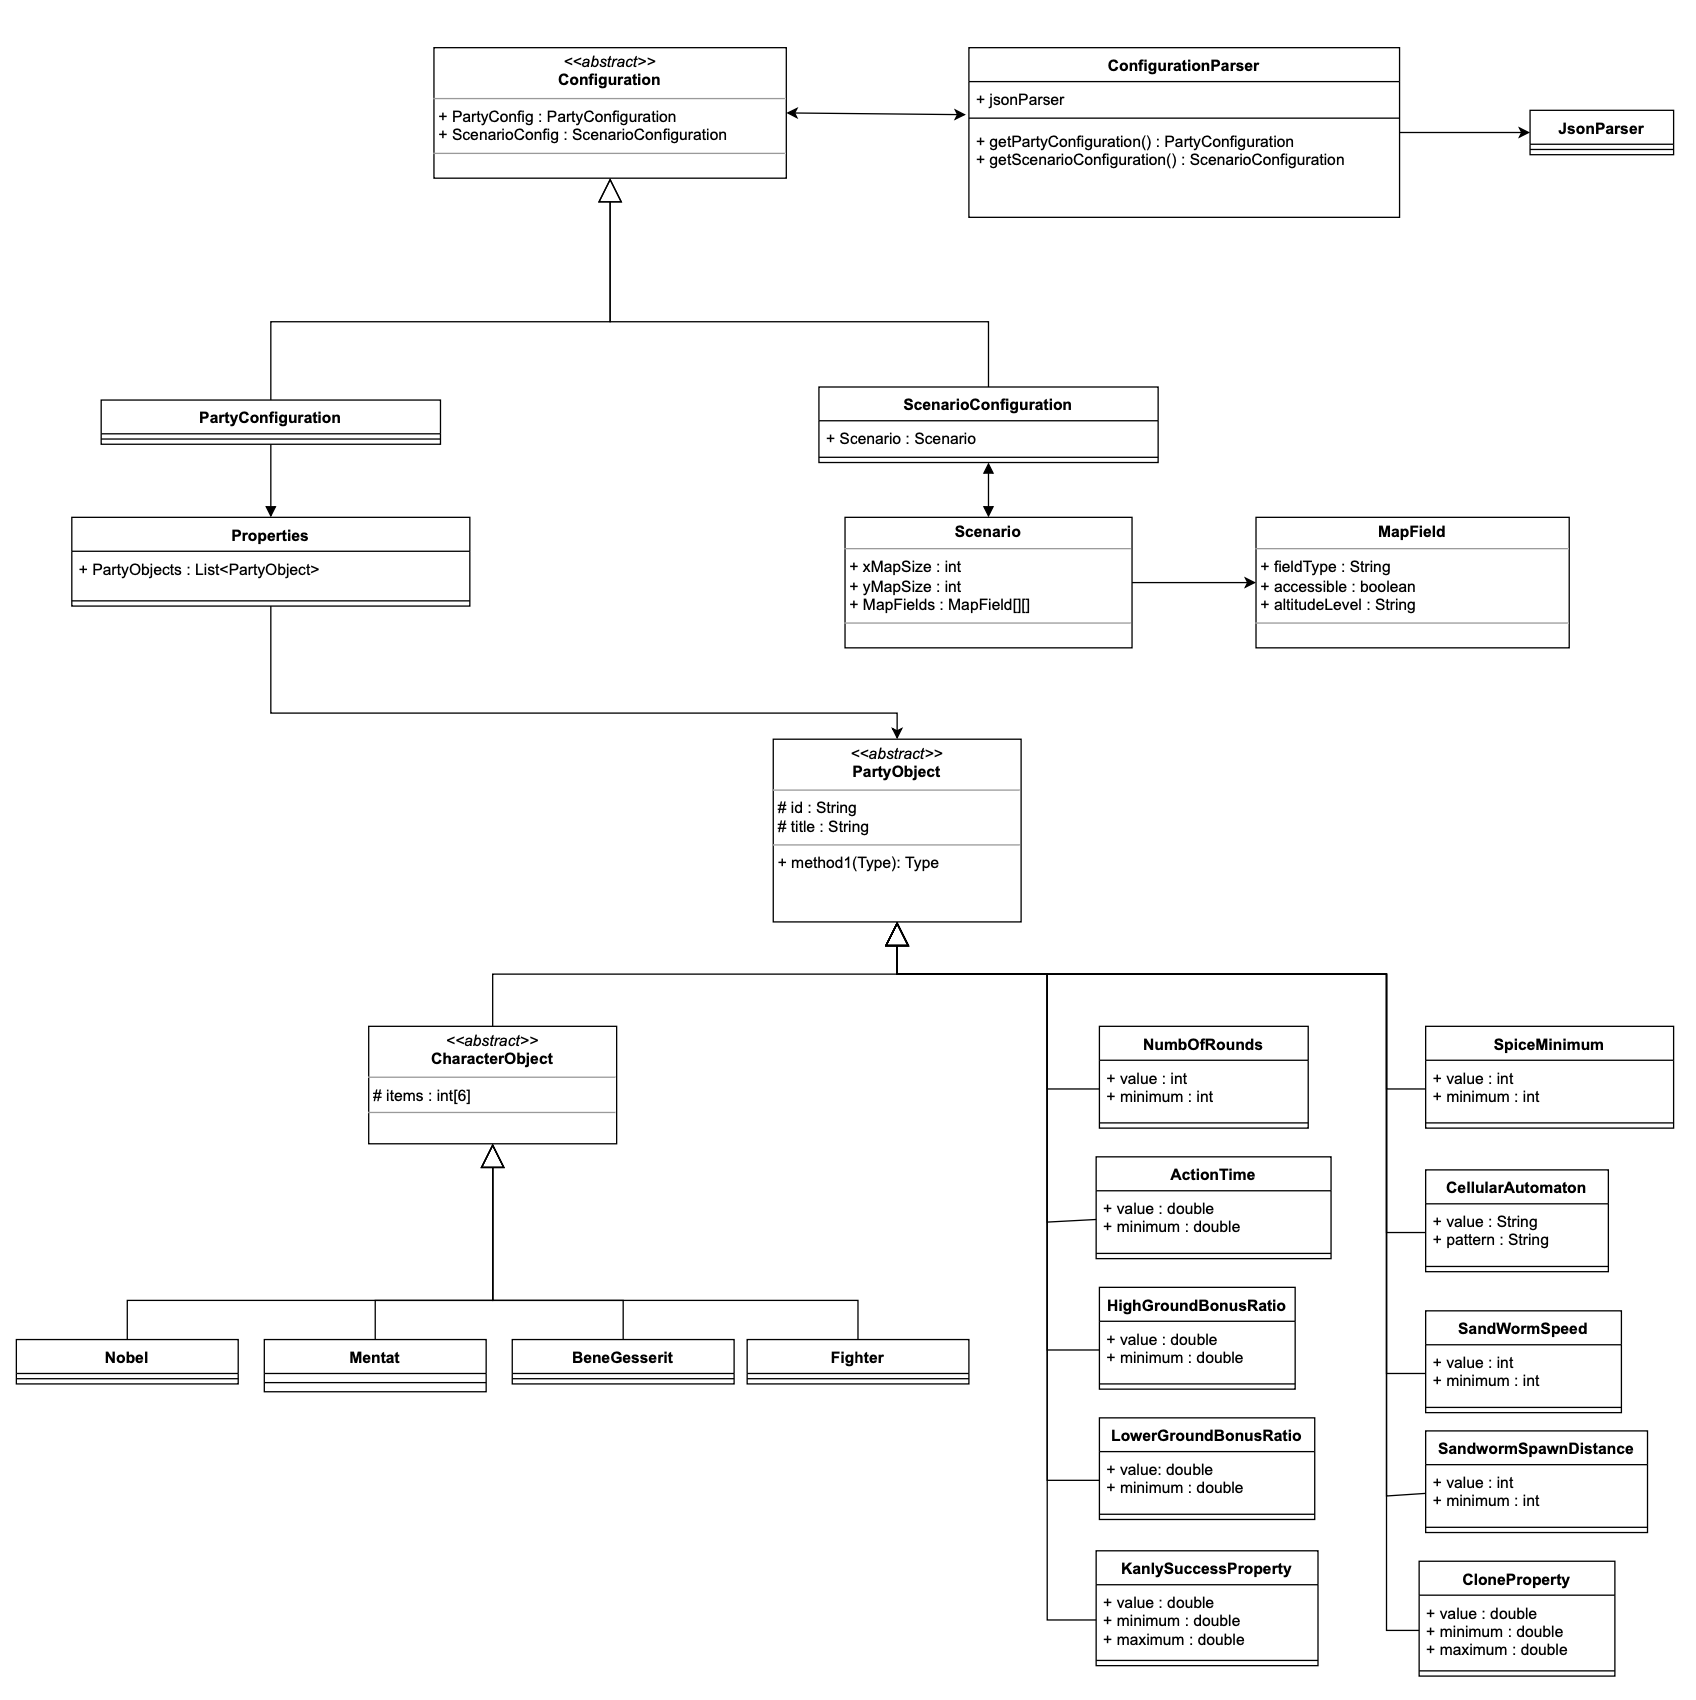 <<abstract>>
Configuration
+ PartyConfig : PartyConfiguration
+ ScenarioConfig : ScenarioConfiguration
ConfigurationParser
+ jsonParser
+ getPartyConfiguration() : PartyConfiguration
+ getScenarioConfiguration() : ScenarioConfiguration
JsonParser
PartyConfiguration
ScenarioConfiguration
+ Scenario : Scenario
Properties
+ PartyObjects : List<PartyObject>
Scenario
+ xMapSize : int
+ yMapSize : int
+ MapFields : MapField[][]
MapField
+ fieldType : String
+ accessible : boolean
+ altitudeLevel : String
<<abstract>>
PartyObject
# id : String
# title : String
+ method1(Type): Type
<<abstract>>
CharacterObject
# items : int[6]
Nobel
Mentat
BeneGesserit
Fighter
NumbOfRounds
+ value : int
+ minimum : int
ActionTime
+ value : double
+ minimum : double
HighGroundBonusRatio
+ value : double
+ minimum : double
LowerGroundBonusRatio
+ value: double
+ minimum : double
KanlySuccessProperty
+ value : double
+ minimum : double
+ maximum : double
SpiceMinimum
+ value : int
+ minimum : int
CellularAutomaton
+ value : String
+ pattern : String
SandWormSpeed
+ value : int
+ minimum : int
SandwormSpawnDistance
+ value : int
+ minimum : int
CloneProperty
+ value : double
+ minimum : double
+ maximum : double